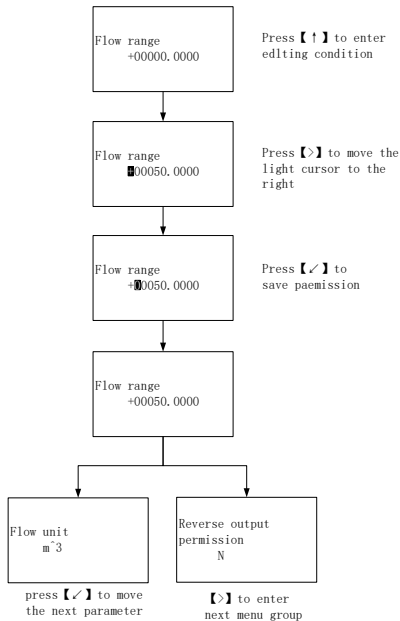 Flow range
+00000.0000
Press【↑】to enter
edlting condition
Flow range
+00050.0000
Press【>】to move the
light cursor to the
right
Flow range
+00050.0000
Press【↙】to
save paemission
Flow range
+00050.0000
Flow unit
m^3
Reverse output
permission
N
press【↙】to move
the next parameter
【>】to enter
next menu group